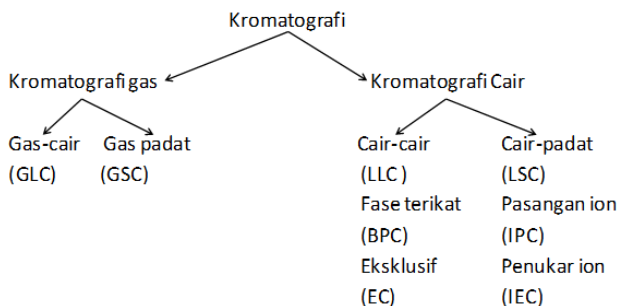 Kromatografi
Kromatografi gas
Kromatografi Cair
Gas-cair
(GLC)
Gas padat
(GSC)
Cair-cair
(LLC )
Fase terikat
(BPC)
Eksklusif
(EC)
Cair-padat
(LSC)
Pasangan ion
(IPC)
Penukar ion
(IEC)